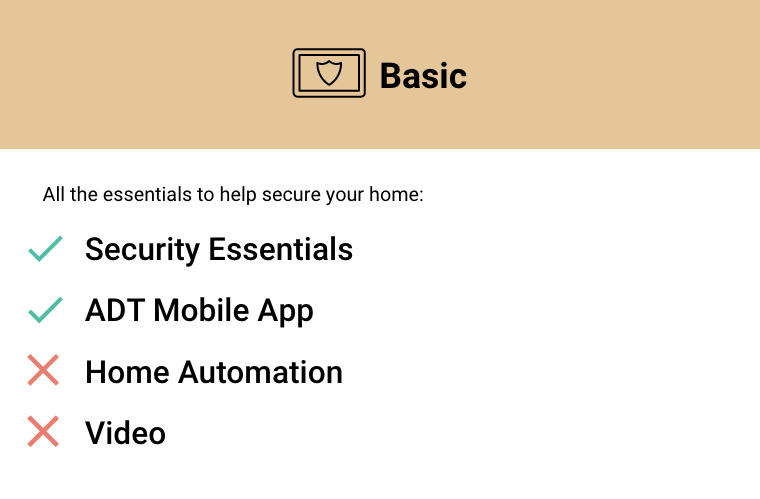 Basic
All the essentials to help secure your home:
Security Essentials
ADT Mobile App
Home Automation
Video